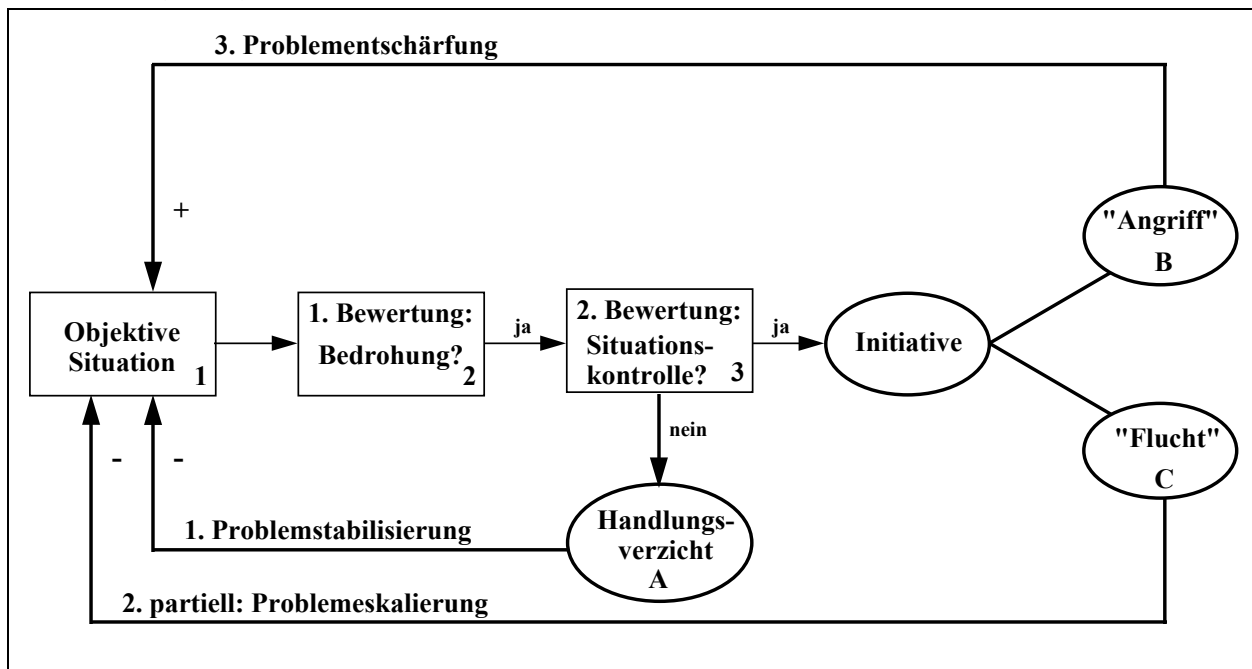 3. Problementschärfung
+
"Angriff"
B
Objektive
Situation
1
1. Bewertung:
Bedrohung?
2
ja
2. Bewertung:
Situations-
kontrolle?
3
ja
Initiative
nein
"Flucht"
C
-
-
1. Problemstabilisierung
Handlungs-
verzicht
A
2. partiell: Problemeskalierung